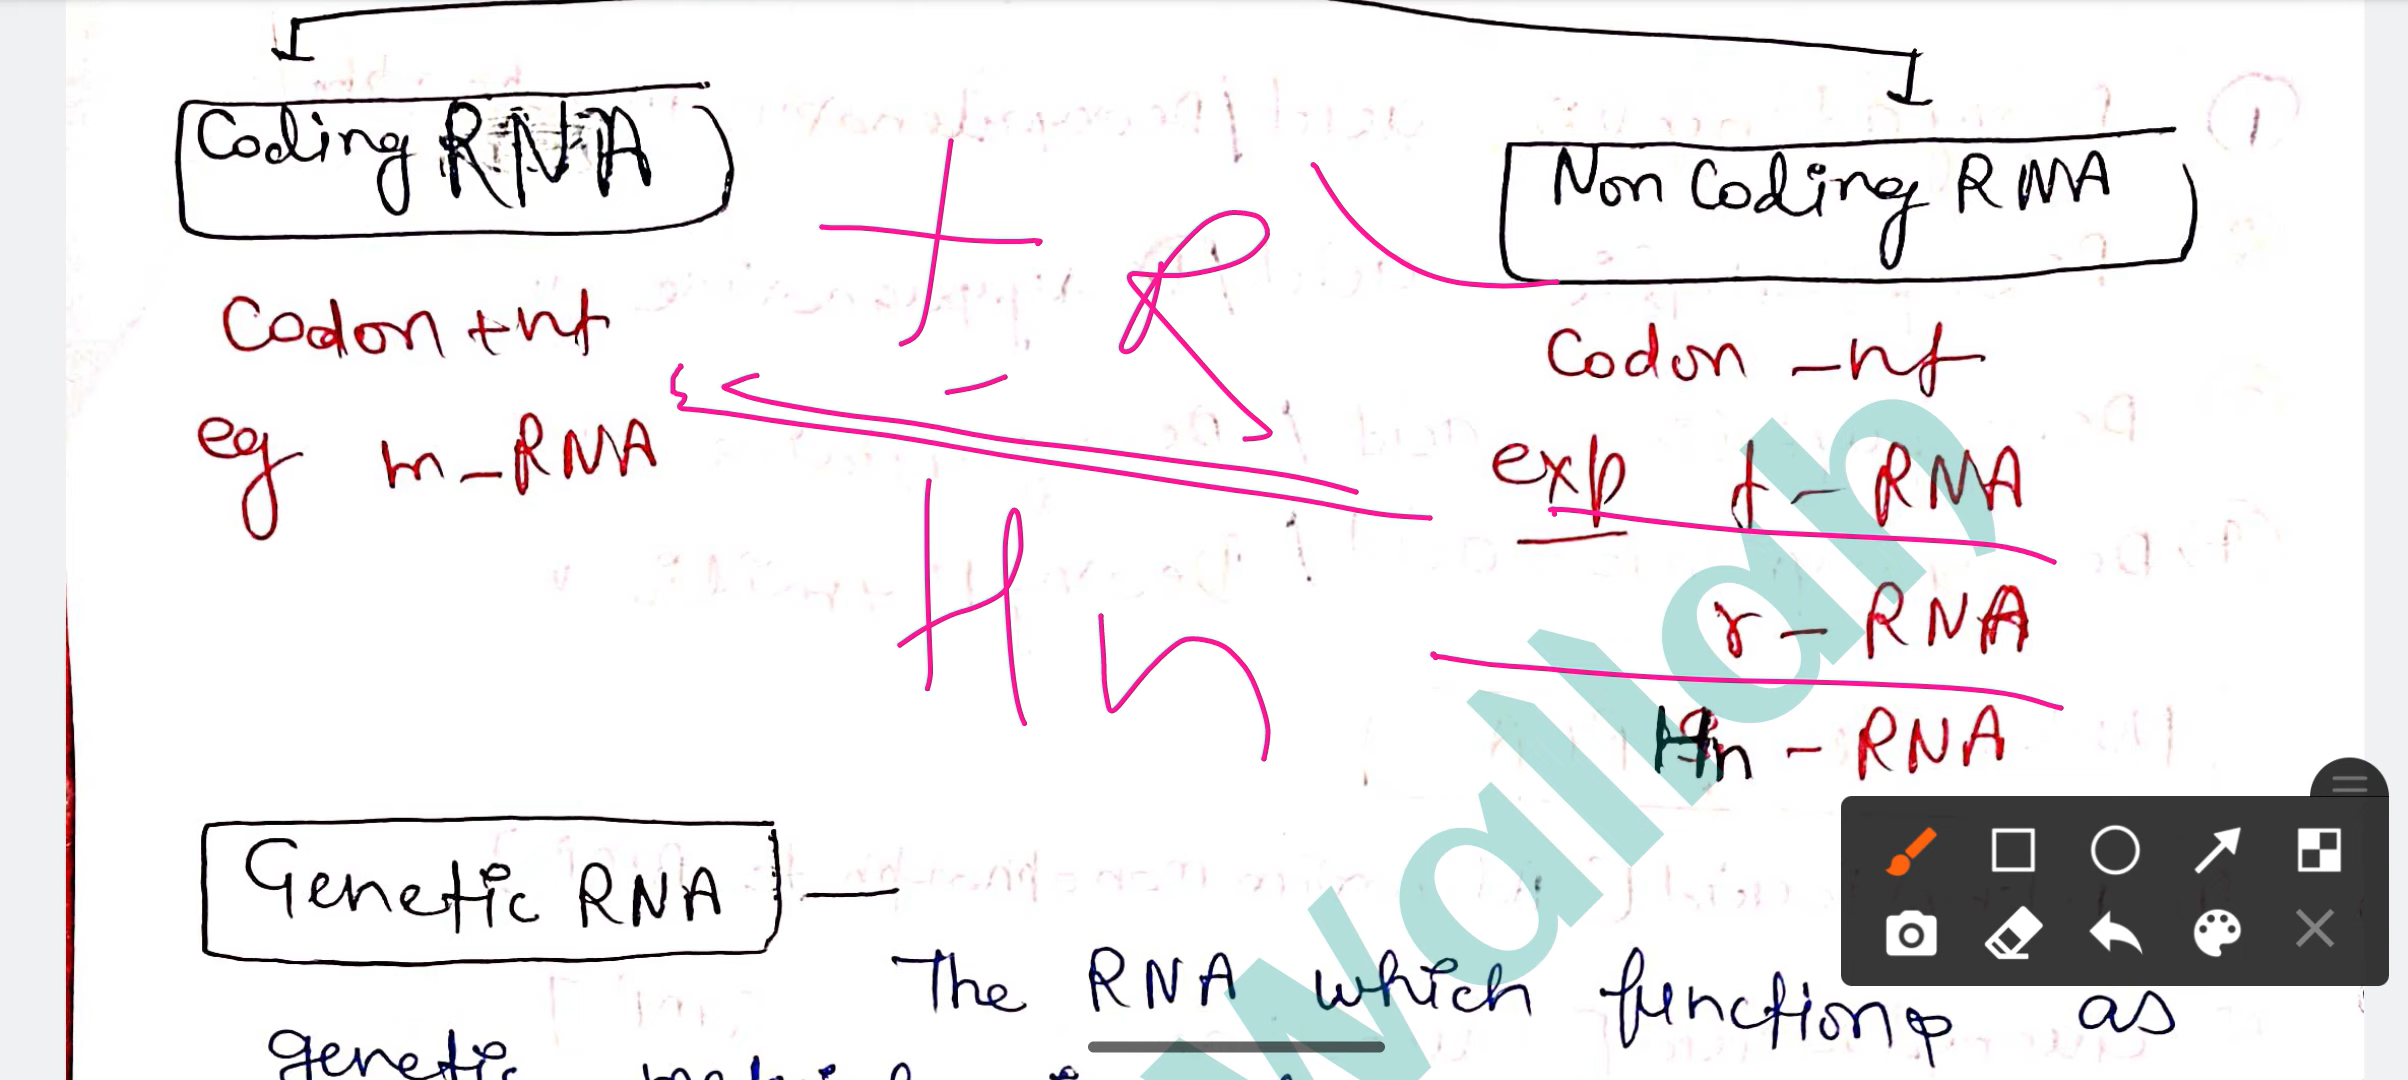 Coding RNA
Non Coding RNA
Codon +nt
Codon -nt
eg m-RNA
exp t-RNA
r-RNA
Hn-RNA
t R
Hn
Genetic RNA —
The RNA which functions as
genetic